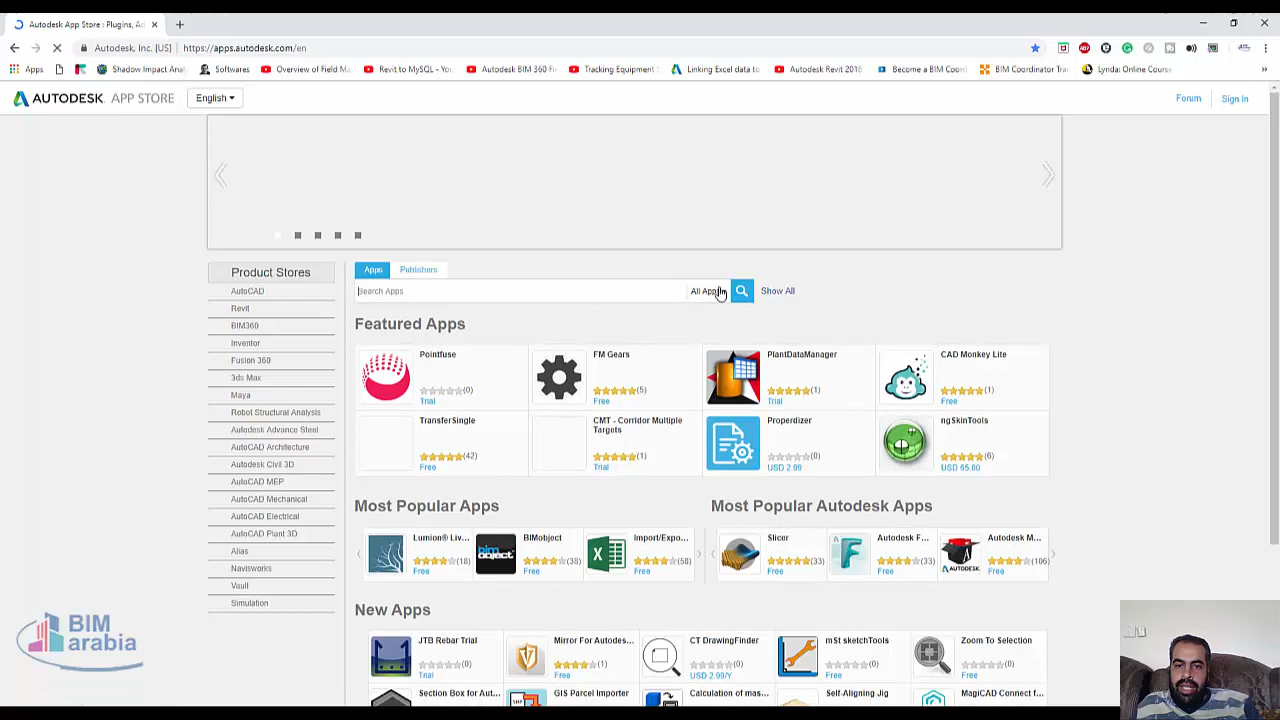 Autodesk App Store : Plugins, Ad
Autodesk, Inc. [US] | https://apps.autodesk.com/en
Apps
Shadow Impact Anal
Softwares
Overview of Field M
Revit to MySQL - You
Autodesk BIM 360 Fi
Tracking Equipment
Linking Excel data to
Autodesk Revit 2018
Become a BIM Coord
BIM Coordinator Tra
Lynda: Online Course
AUTODESK. APP STORE
English
Forum
Sign In
Product Stores
AutoCAD
Revit
BIM360
Inventor
Fusion 360
3ds Max
Maya
Robot Structural Analysis
Autodesk Advance Steel
AutoCAD Architecture
Autodesk Civil 3D
AutoCAD MEP
AutoCAD Mechanical
AutoCAD Electrical
AutoCAD Plant 3D
Alias
Navisworks
Vault
Simulation
Apps
Publishers
Search Apps
All Apps
Show All
Featured Apps
Pointfuse
(0)
Trial
FM Gears
(5)
Free
PlantDataManager
(1)
Trial
CAD Monkey Lite
(1)
Free
TransferSingle
(42)
Free
CMT - Corridor Multiple
Targets
(1)
Trial
Properdizer
(0)
USD 2.99
ngSkinTools
(6)
USD 65.00
Most Popular Apps
Lumion® Liv...
(18)
Free
bim
object
BIMobject
(38)
Free
Import/Expo...
(58)
Free
Most Popular Autodesk Apps
Slicer
(33)
Free
Autodesk F...
(33)
Free
AUTODESK
Autodesk M...
(106)
Free
New Apps
JTB Rebar Trial
(0)
Trial
Mirror For Autodes...
(1)
Free
CT DrawingFinder
(0)
USD 2.99/Y
mSt sketchTools
(0)
Free
Zoom To Selection
(0)
Free
Section Box for Aut...
GIS Parcel Importer
Calculation of mas...
Self-Aligning Jig
MagiCAD Connect f...
BIM
arabia